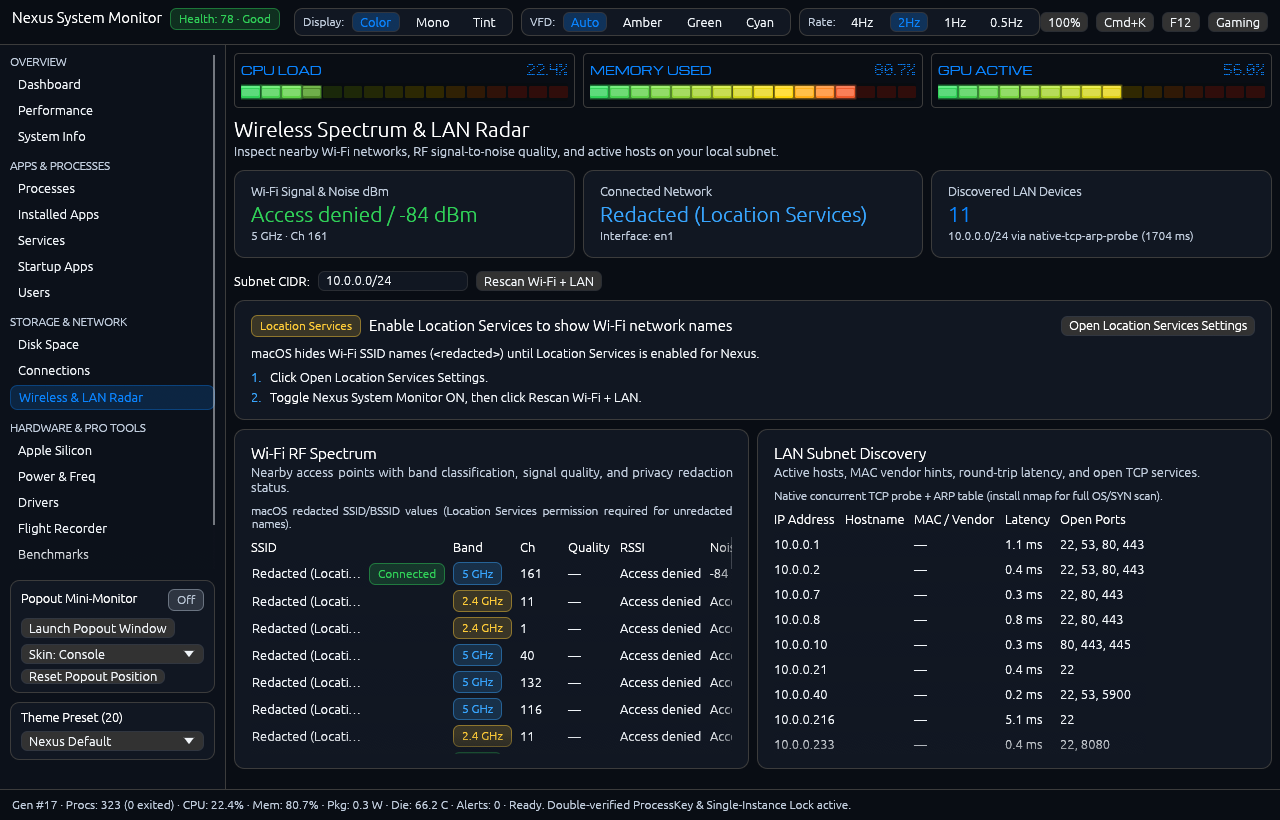 Nexus System Monitor Health: 78 · Good Display: Color Mono Tint VFD: Auto Amber Green Cyan Rate: 4Hz 2Hz 1Hz 0.5Hz 100% Cmd+K F12 Gaming
OVERVIEW
Dashboard
Performance
System Info
APPS & PROCESSES
Processes
Installed Apps
Services
Startup Apps
Users
STORAGE & NETWORK
Disk Space
Connections
Wireless & LAN Radar
HARDWARE & PRO TOOLS
Apple Silicon
Power & Freq
Drivers
Flight Recorder
Benchmarks
Popout Mini-Monitor Off
Launch Popout Window
Skin: Console
Reset Popout Position
Theme Preset (20)
Nexus Default
CPU LOAD 22.4%
MEMORY USED 80.7%
GPU ACTIVE 56.0%
Wireless Spectrum & LAN Radar
Inspect nearby Wi-Fi networks, RF signal-to-noise quality, and active hosts on your local subnet.
Wi-Fi Signal & Noise dBm
Access denied / -84 dBm
5 GHz · Ch 161
Connected Network
Redacted (Location Services)
Interface: en1
Discovered LAN Devices
11
10.0.0.0/24 via native-tcp-arp-probe (1704 ms)
Subnet CIDR: 10.0.0.0/24 Rescan Wi-Fi + LAN
Location Services Enable Location Services to show Wi-Fi network names Open Location Services Settings
macOS hides Wi-Fi SSID names (<redacted>) until Location Services is enabled for Nexus.
1. Click Open Location Services Settings.
2. Toggle Nexus System Monitor ON, then click Rescan Wi-Fi + LAN.
Wi-Fi RF Spectrum
Nearby access points with band classification, signal quality, and privacy redaction
status.
macOS redacted SSID/BSSID values (Location Services permission required for unredacted
names).
SSID Band Ch Quality RSSI Noi
Redacted (Locati... Connected 5 GHz 161 — Access denied -84
Redacted (Locati... 2.4 GHz 11 — Access denied Acc
Redacted (Locati... 2.4 GHz 1 — Access denied Acc
Redacted (Locati... 5 GHz 40 — Access denied Acc
Redacted (Locati... 5 GHz 132 — Access denied Acc
Redacted (Locati... 5 GHz 116 — Access denied Acc
Redacted (Locati... 2.4 GHz 11 — Access denied Acc
LAN Subnet Discovery
Active hosts, MAC vendor hints, round-trip latency, and open TCP services.
Native concurrent TCP probe + ARP table (install nmap for full OS/SYN scan).
IP Address Hostname MAC / Vendor Latency Open Ports
10.0.0.1 — 1.1 ms 22, 53, 80, 443
10.0.0.2 — 0.4 ms 22, 53, 80, 443
10.0.0.7 — 0.3 ms 22, 80, 443
10.0.0.8 — 0.8 ms 22, 80, 443
10.0.0.10 — 0.3 ms 80, 443, 445
10.0.0.21 — 0.4 ms 22
10.0.0.40 — 0.2 ms 22, 53, 5900
10.0.0.216 — 5.1 ms 22
10.0.0.233 — 0.4 ms 22, 8080
Gen #17 · Procs: 323 (0 exited) · CPU: 22.4% · Mem: 80.7% · Pkg: 0.3 W · Die: 66.2 C · Alerts: 0 · Ready. Double-verified ProcessKey & Single-Instance Lock active.